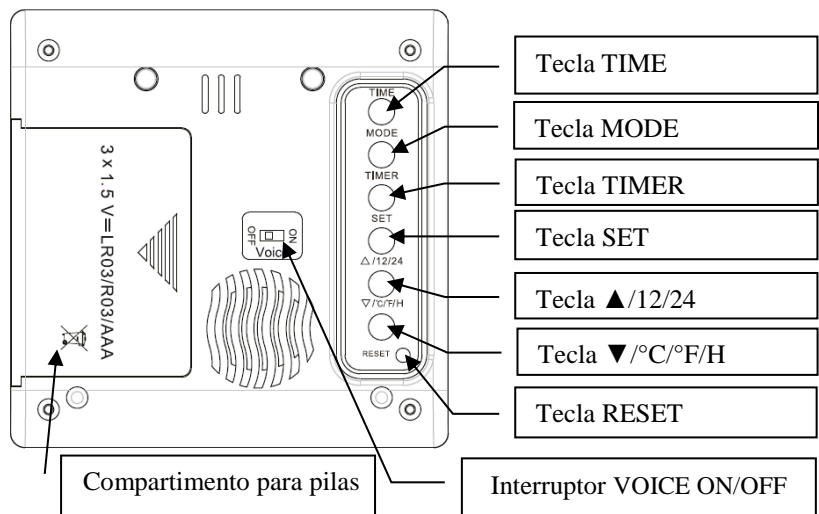 TIME
MODE
TIMER
SET
△/12/24
▽/°C/°F/H
RESET
3 x 1.5 V⎓LR03/R03/AAA
OFF
ON
Voice
Tecla TIME
Tecla MODE
Tecla TIMER
Tecla SET
Tecla ▲/12/24
Tecla ▼/°C/°F/H
Tecla RESET
Compartimento para pilas
Interruptor VOICE ON/OFF